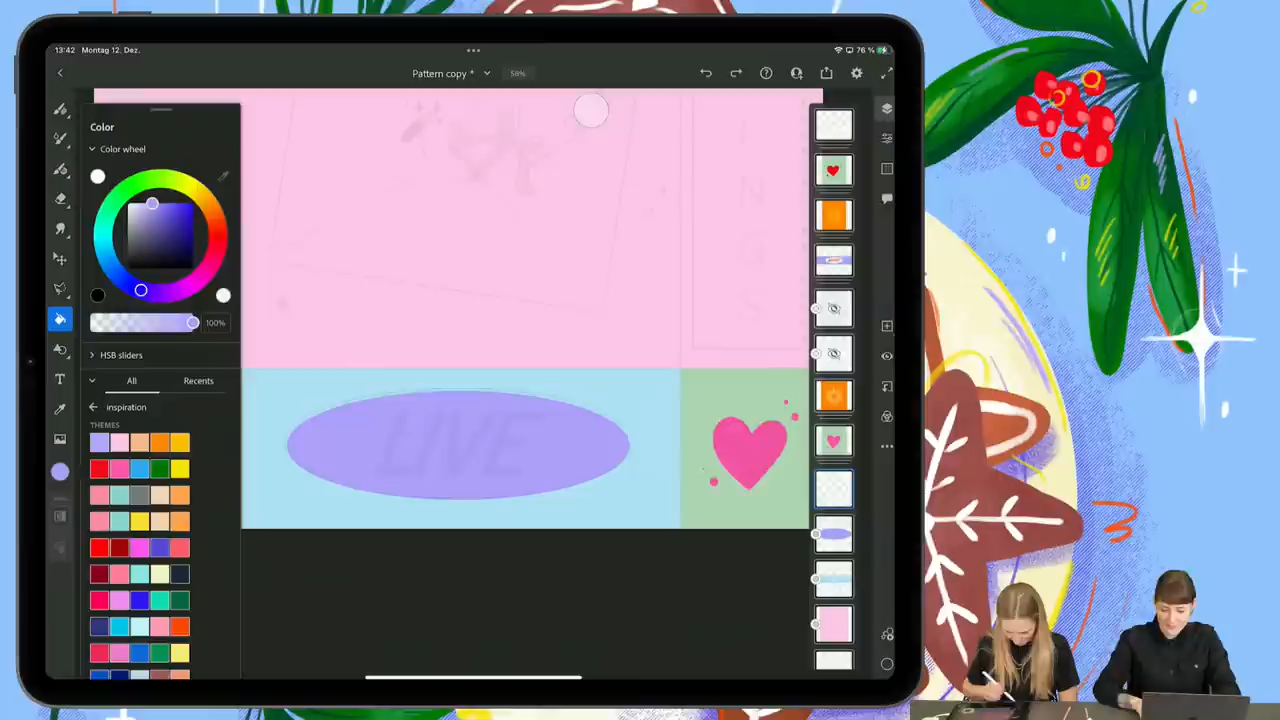 13:42 Montag 12. Dez.
76 %
Pattern copy *
58%
Color
Color wheel
100%
HSB sliders
All Recents
inspiration
THEMES